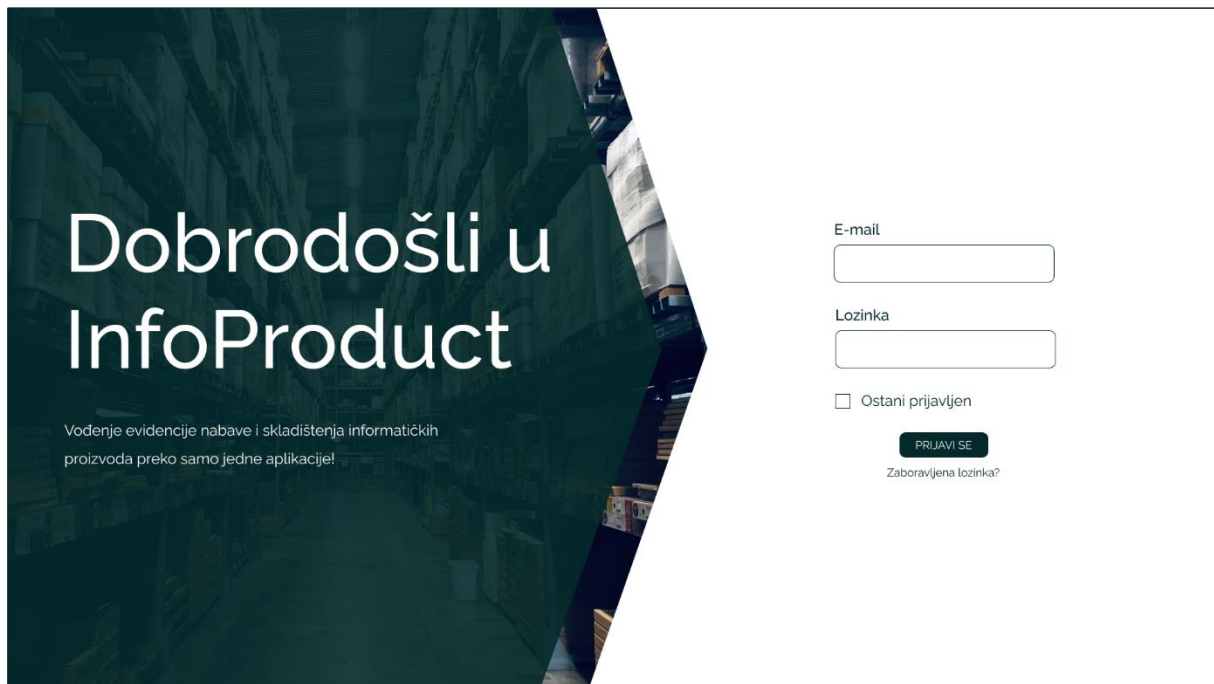 Dobrodošli u
InfoProduct
Vođenje evidencije nabave i skladištenja informatičkih
proizvoda preko samo jedne aplikacije!
E-mail
Lozinka
Ostani prijavljen
PRIJAVI SE
Zaboravljena lozinka?